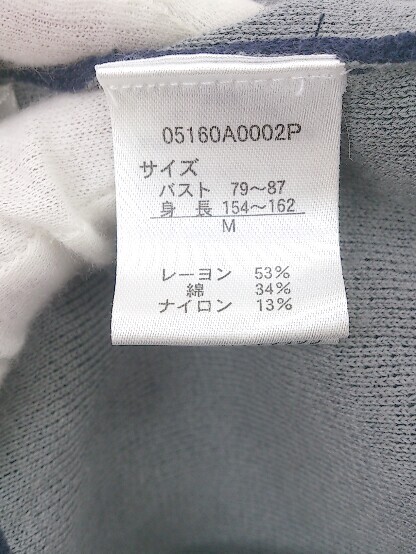 05160A0002P
サイズ
バスト 79〜87
身 長 154〜162
M
レーヨン 53%
綿 34%
ナイロン 13%